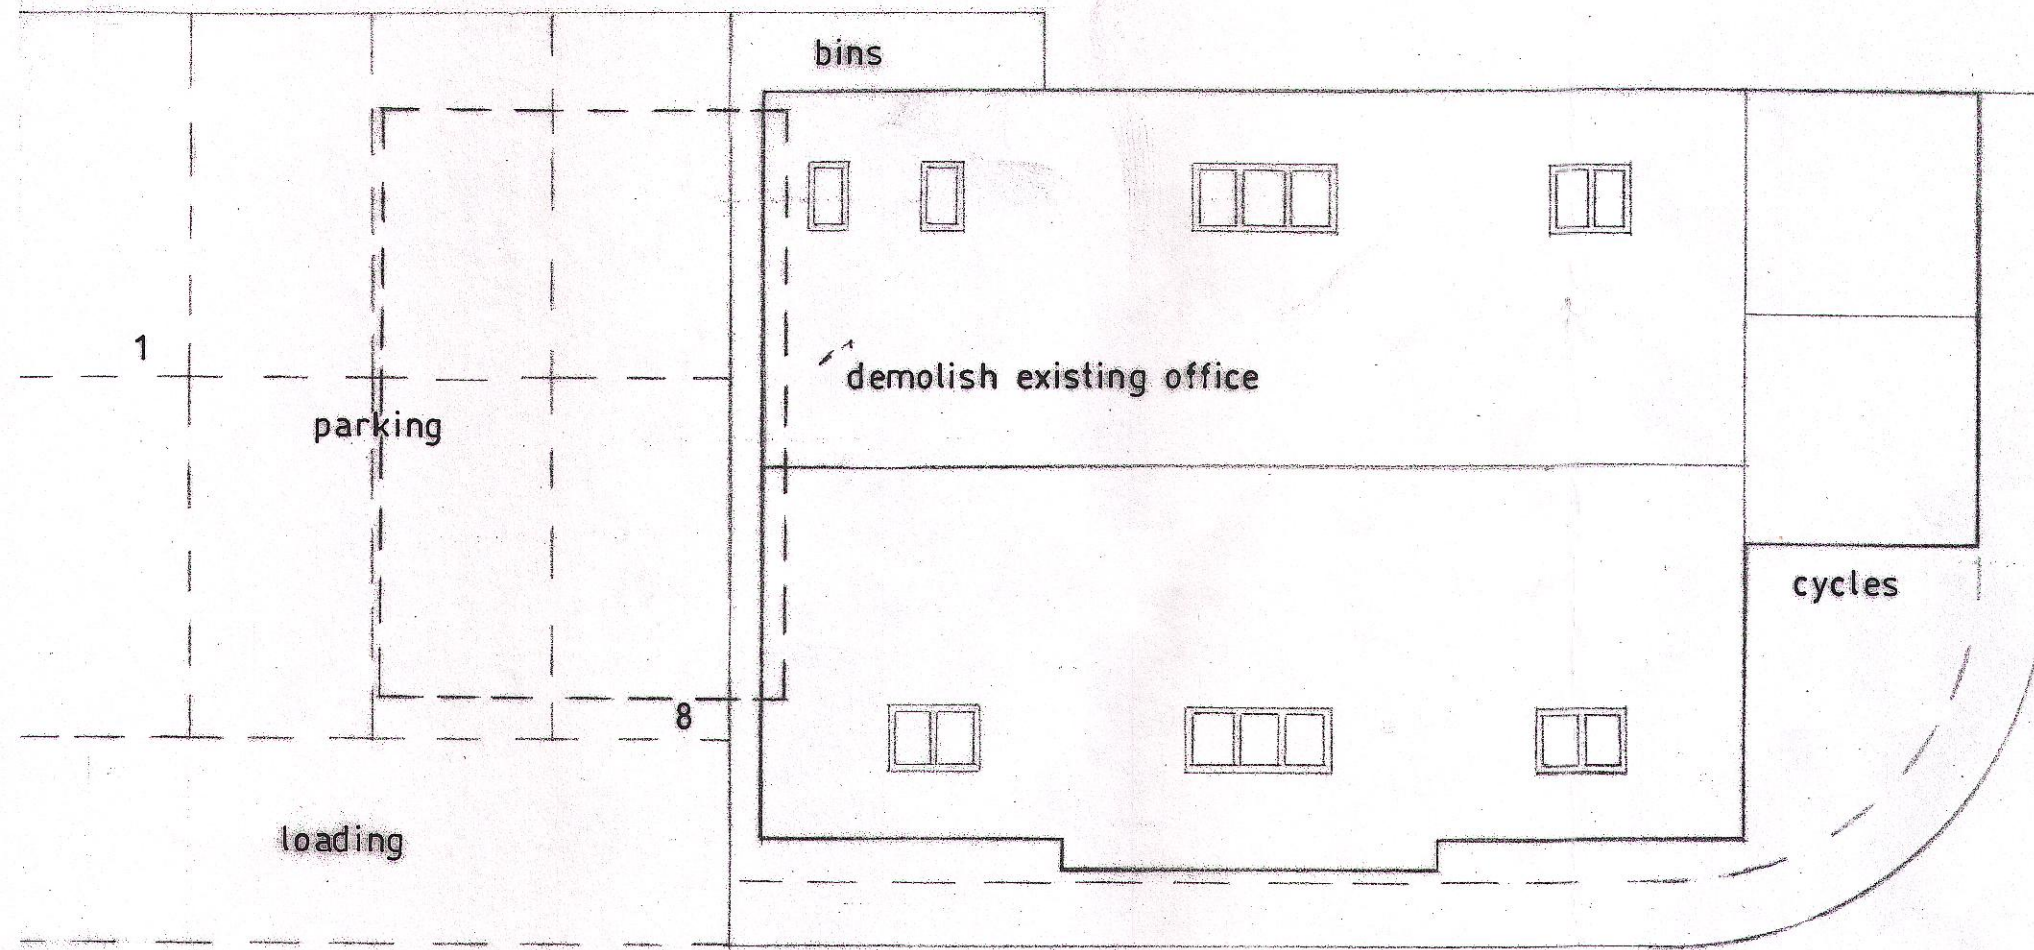 bins
1
demolish existing office
parking
cycles
8
loading